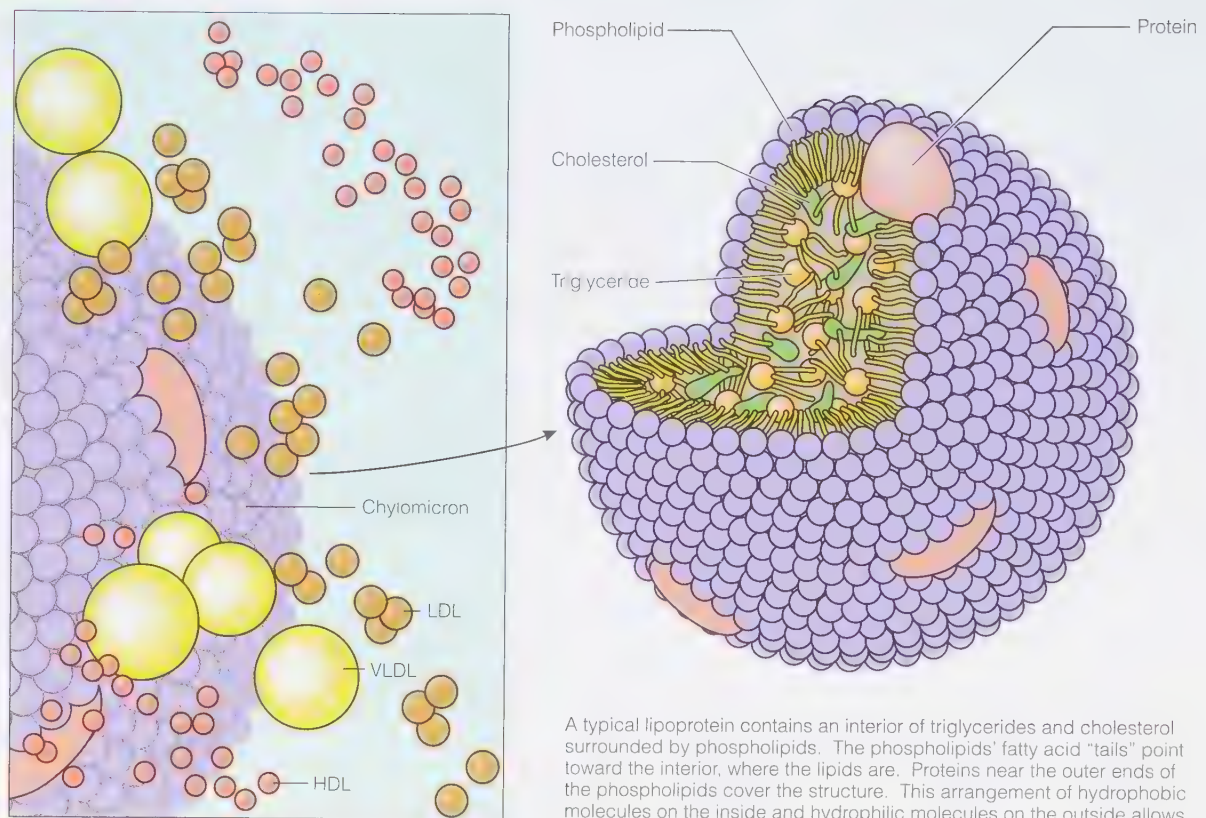 Phospholipid
Protein
Cholesterol
Triglyceride
Chylomicron
LDL
VLDL
HDL
A typical lipoprotein contains an interior of triglycerides and cholesterol
surrounded by phospholipids. The phospholipids' fatty acid "tails" point
toward the interior, where the lipids are. Proteins near the outer ends of
the phospholipids cover the structure. This arrangement of hydrophobic
molecules on the inside and hydrophilic molecules on the outside allows